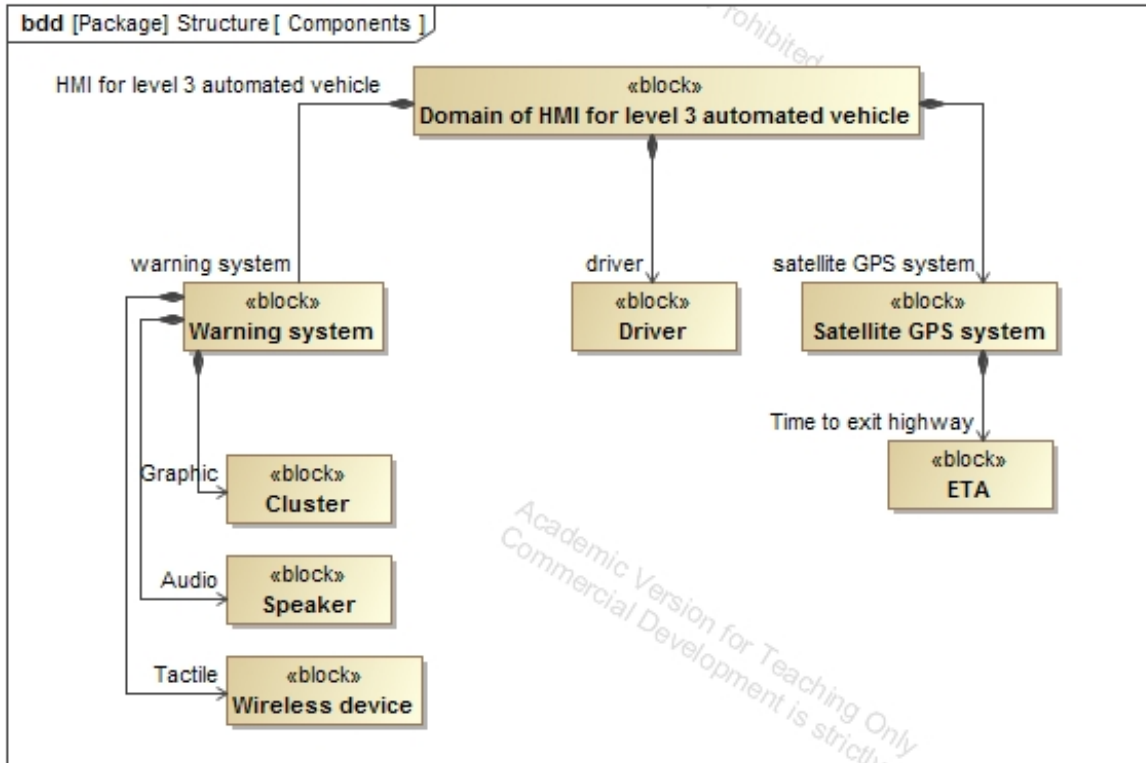 bdd [Package] Structure [ Components ]
Prohibited
HMI for level 3 automated vehicle
«block»
Domain of HMI for level 3 automated vehicle
warning system
driver
satellite GPS system
«block»
Warning system
«block»
Driver
«block»
Satellite GPS system
Time to exit highway
«block»
ETA
Graphic
«block»
Cluster
Audio
«block»
Speaker
Tactile
«block»
Wireless device
Academic Version for Teaching Only
Commercial Development is strictly